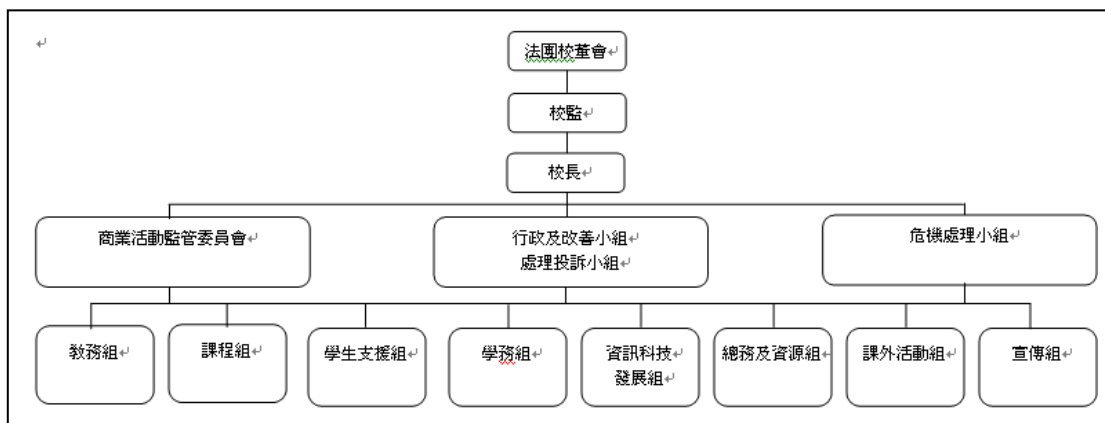 法團校董會
校監
校長
商業活動監管委員會
行政及改善小組
處理投訴小組
危機處理小組
教務組
課程組
學生支援組
學務組
資訊科技
發展組
總務及資源組
課外活動組
宣傳組